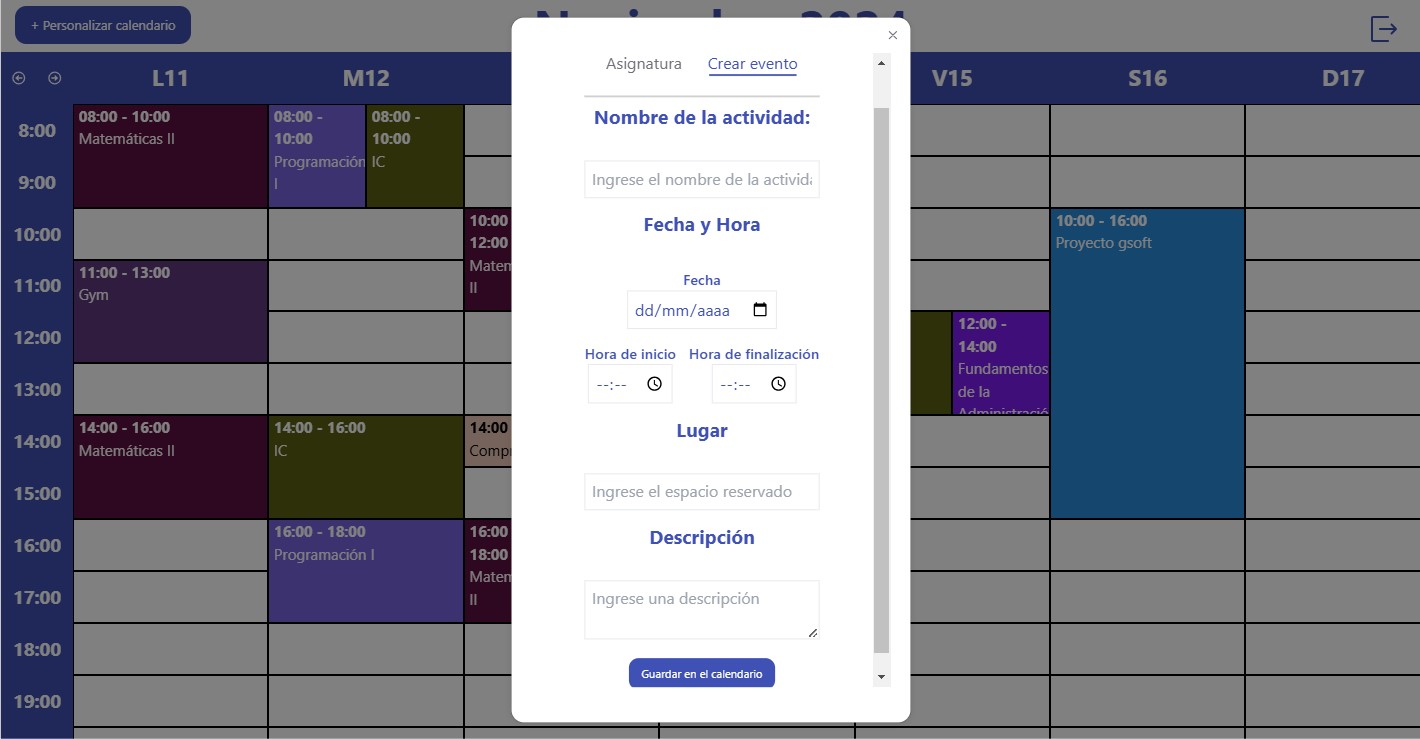 + Personalizar calendario
L11
M12
V15
S16
D17
8:00
9:00
10:00
11:00
12:00
13:00
14:00
15:00
16:00
17:00
18:00
19:00
08:00 - 10:00
Matemáticas II
11:00 - 13:00
Gym
14:00 - 16:00
Matemáticas II
08:00 -
10:00
Programación
I
08:00 -
10:00
IC
14:00 - 16:00
IC
16:00 - 18:00
Programación I
10:00
12:00
Matem
II
14:00
Compr
16:00
18:00
Matem
II
×
Asignatura
Crear evento
Nombre de la actividad:
Ingrese el nombre de la activida
Fecha y Hora
Fecha
dd/mm/aaaa
Hora de inicio
Hora de finalización
--:--
--:--
Lugar
Ingrese el espacio reservado
Descripción
Ingrese una descripción
Guardar en el calendario
12:00 -
14:00
Fundamentos
de la
Administració
10:00 - 16:00
Proyecto gsoft